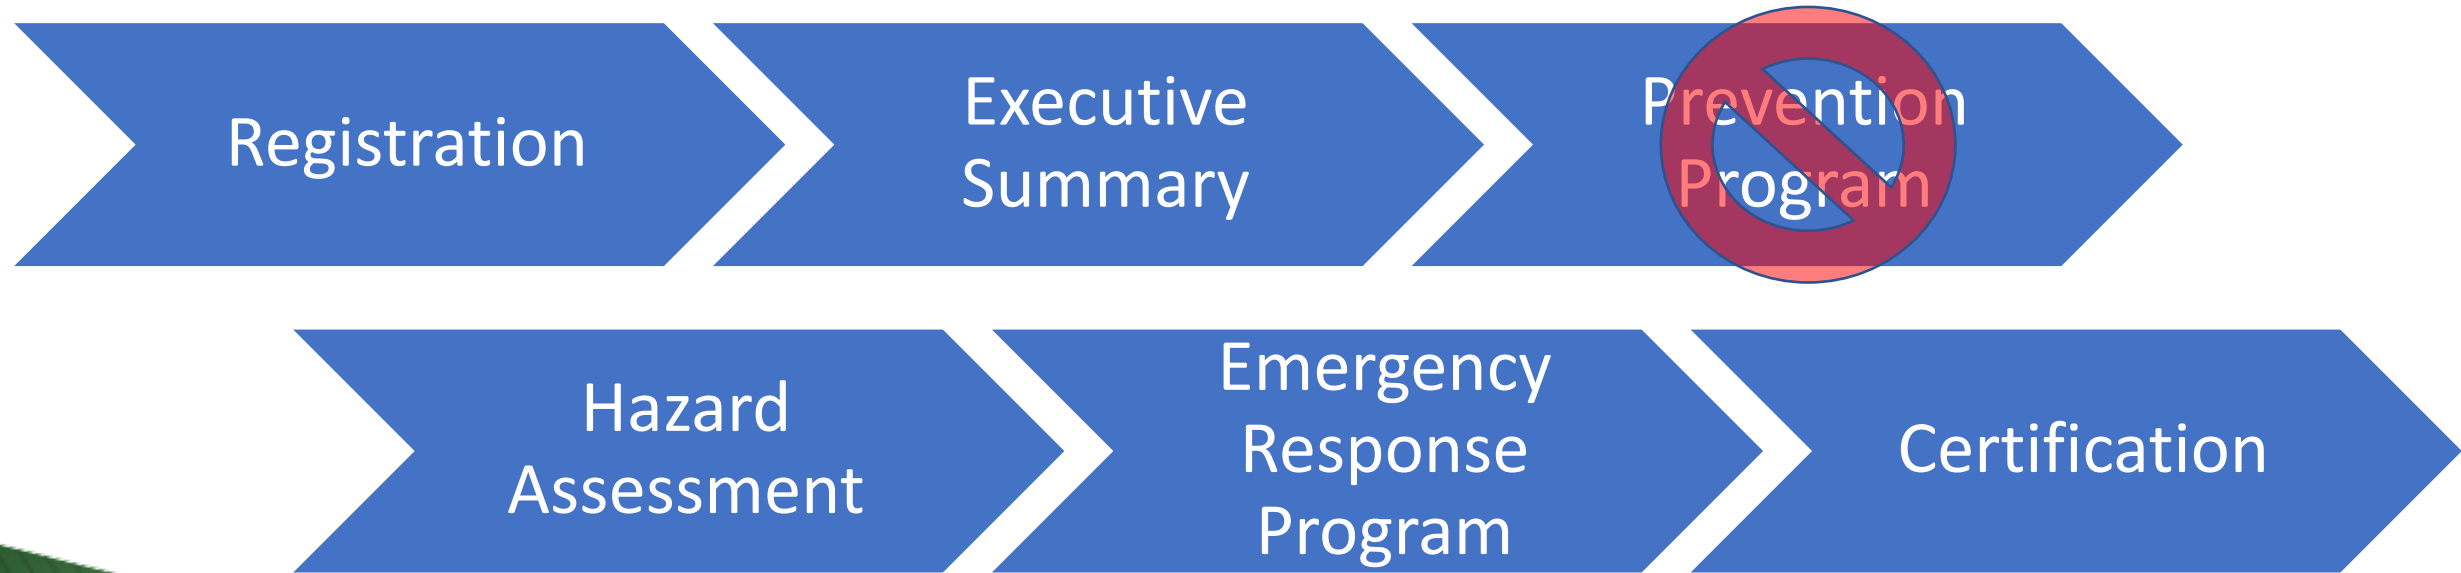 Registration
Executive
Summary
Prevention
Program
Hazard
Assessment
Emergency
Response
Program
Certification